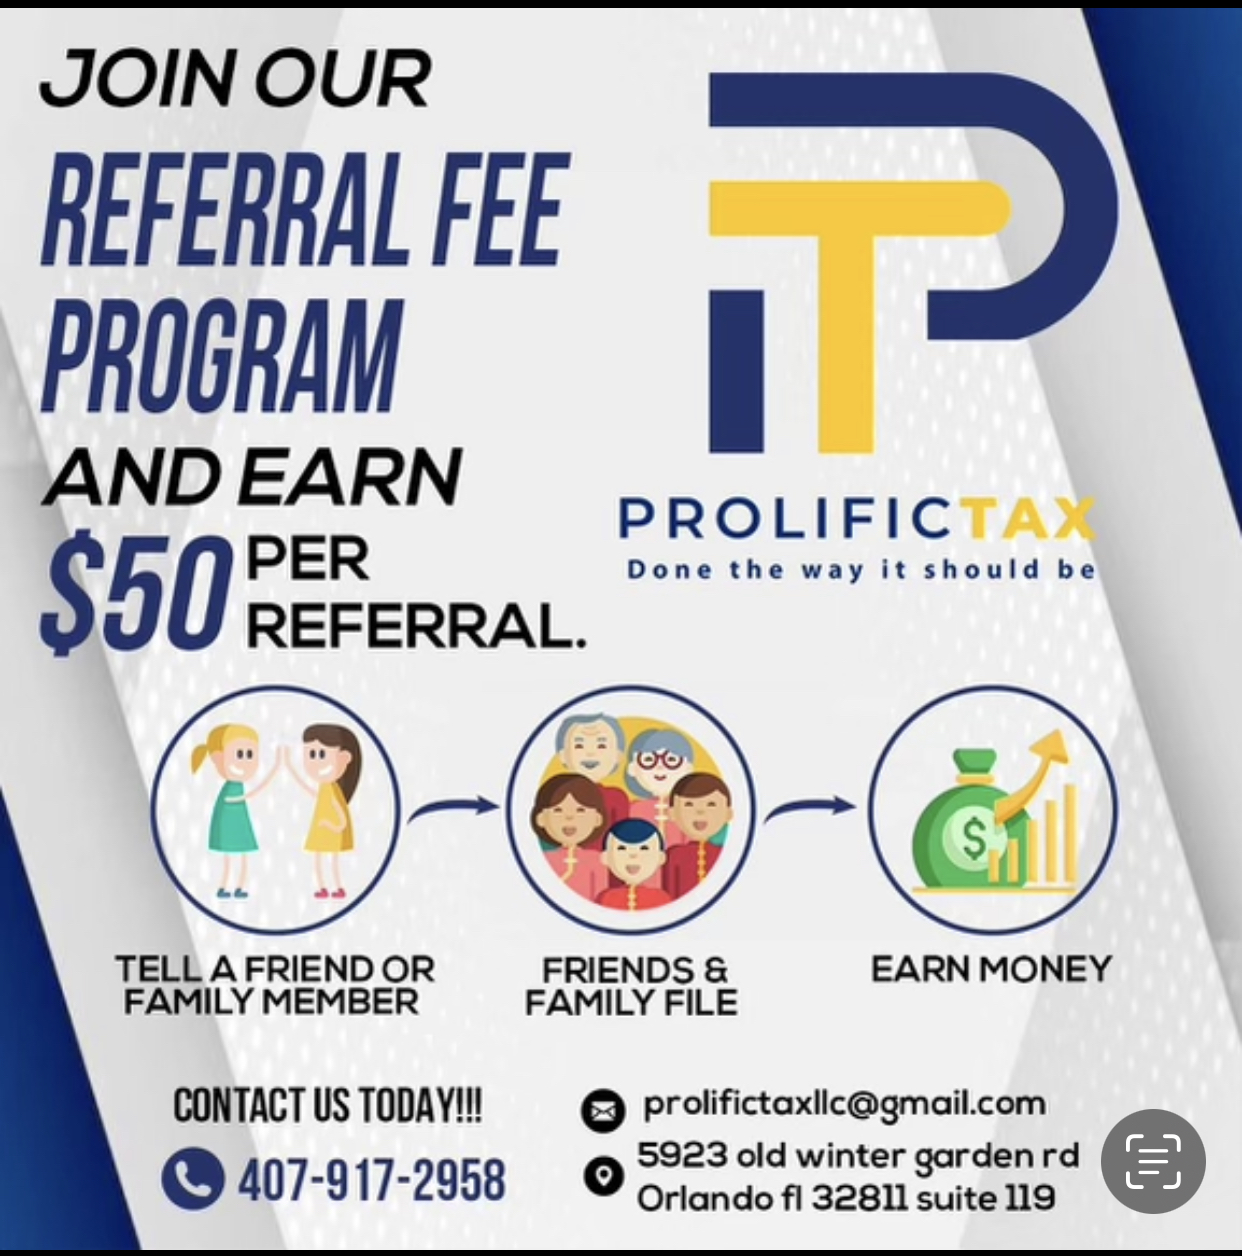 JOIN OUR
REFERRAL FEE
PROGRAM
AND EARN
$50 PER
REFERRAL.
PROLIFICTAX
Done the way it should be
$
TELL A FRIEND OR
FAMILY MEMBER
FRIENDS &
FAMILY FILE
EARN MONEY
CONTACT US TODAY!!!
407-917-2958
prolifictaxllc@gmail.com
5923 old winter garden rd
Orlando fl 32811 suite 119